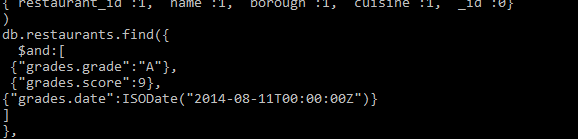 { restaurant_id :1, name :1, borough :1, cuisine :1, _id :0}
)
db.restaurants.find({
$and:[
{"grades.grade":"A"},
{"grades.score":9},
{"grades.date":ISODate("2014-08-11T00:00:00Z")}
]
},